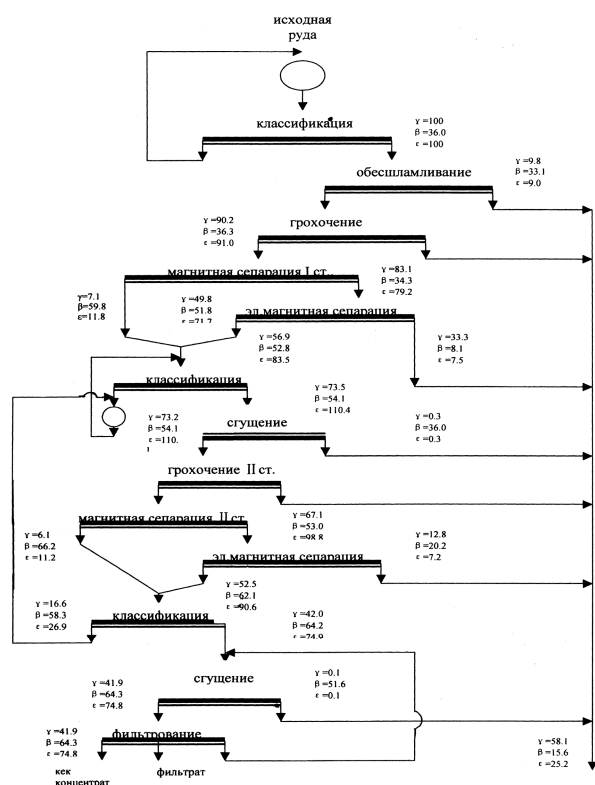 исходная
руда
классификация
γ =100
β =36.0
ε =100
обесшламливание
γ =9.8
β =33.1
ε =9.0
γ =90.2
β =36.3
ε =91.0
грохочение
магнитная сепарация I ст.
γ =83.1
β =34.3
ε =79.2
γ=7.1
β=59.8
ε=11.8
γ =49.8
β =51.8
ε =71.7
эл.магнитная сепарация
γ =56.9
β =52.8
ε =83.5
γ =33.3
β =8.1
ε =7.5
классификация
γ =73.5
β =54.1
ε =110.4
γ =73.2
β =54.1
ε =110.
сгущение
γ =0.3
β =36.0
ε =0.3
грохочение II ст.
магнитная сепарация II ст
γ =67.1
β =53.0
ε =98.8
γ =6.1
β =66.2
ε =11.2
γ =12.8
β =20.2
ε =7.2
эл.магнитная сепарация
γ =52.5
β =62.1
ε =90.6
γ =16.6
β =58.3
ε =26.9
классификация
γ =42.0
β =64.2
ε =74.9
сгущение
γ =41.9
β =64.3
ε =74.8
γ =0.1
β =51.6
ε =0.1
γ =41.9
β =64.3
ε =74.8
фильтрование
γ =58.1
β =15.6
ε =25.2
кек
концентрат
фильтрат